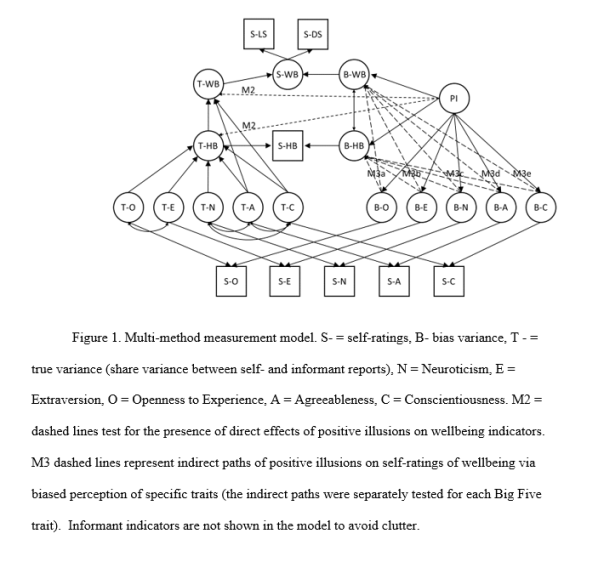 S-LS S-DS
T-WB S-WB B-WB
M2
PI
M2
T-HB S-HB B-HB
M3a M3b M3c M3d M3e
T-O T-E T-N T-A T-C B-O B-E B-N B-A B-C
S-O S-E S-N S-A S-C
Figure 1. Multi-method measurement model. S- = self-ratings, B- bias variance, T - =
true variance (share variance between self- and informant reports), N = Neuroticism, E =
Extraversion, O = Openness to Experience, A = Agreeableness, C = Conscientiousness. M2 =
dashed lines test for the presence of direct effects of positive illusions on wellbeing indicators.
M3 dashed lines represent indirect paths of positive illusions on self-ratings of wellbeing via
biased perception of specific traits (the indirect paths were separately tested for each Big Five
trait).  Informant indicators are not shown in the model to avoid clutter.